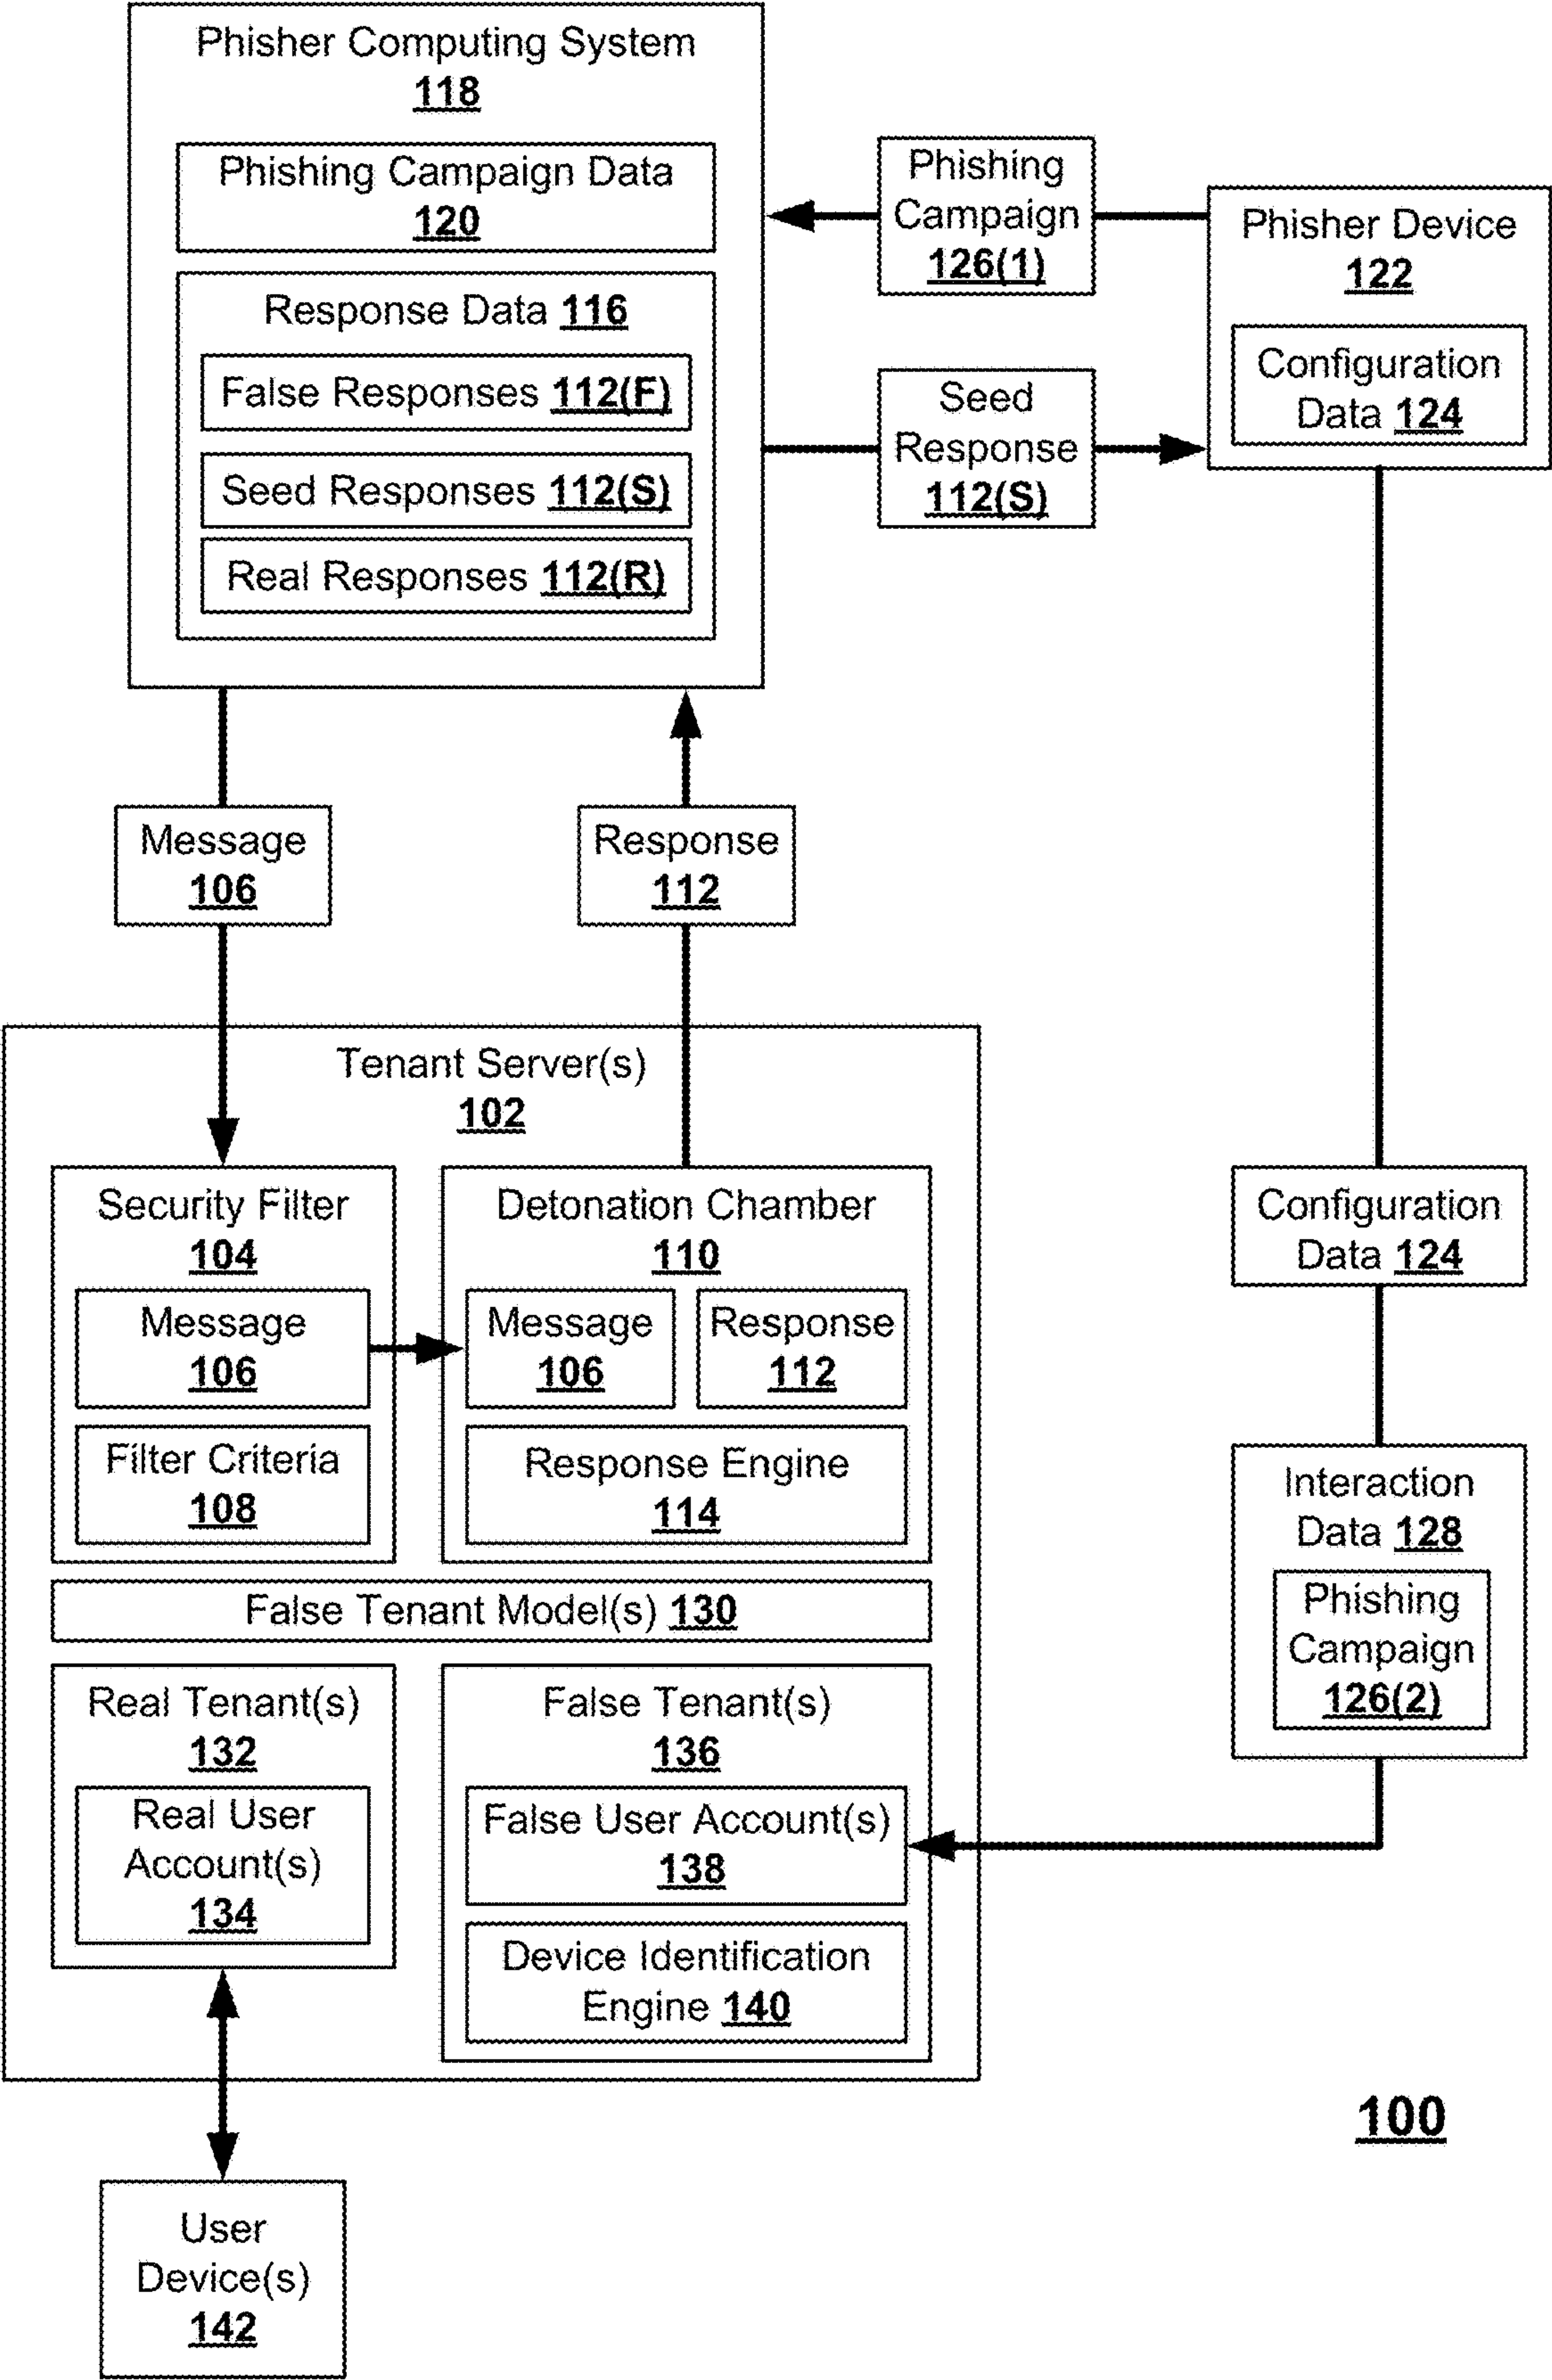 Phisher Computing System
118
Phishing Campaign Data
120
Response Data 116
False Responses 112(F)
Seed Responses 112(S)
Real Responses 112(R)
Phishing
Campaign
126(1)
Seed
Response
112(S)
Phisher Device
122
Configuration
Data 124
Message
106
Response
112
Tenant Server(s)
102
Security Filter
104
Message
106
Filter Criteria
108
Detonation Chamber
110
Message
106
Response
112
Response Engine
114
False Tenant Model(s) 130
Real Tenant(s)
132
Real User
Account(s)
134
False Tenant(s)
136
False User Account(s)
138
Device Identification
Engine 140
Configuration
Data 124
Interaction
Data 128
Phishing
Campaign
126(2)
100
User
Device(s)
142